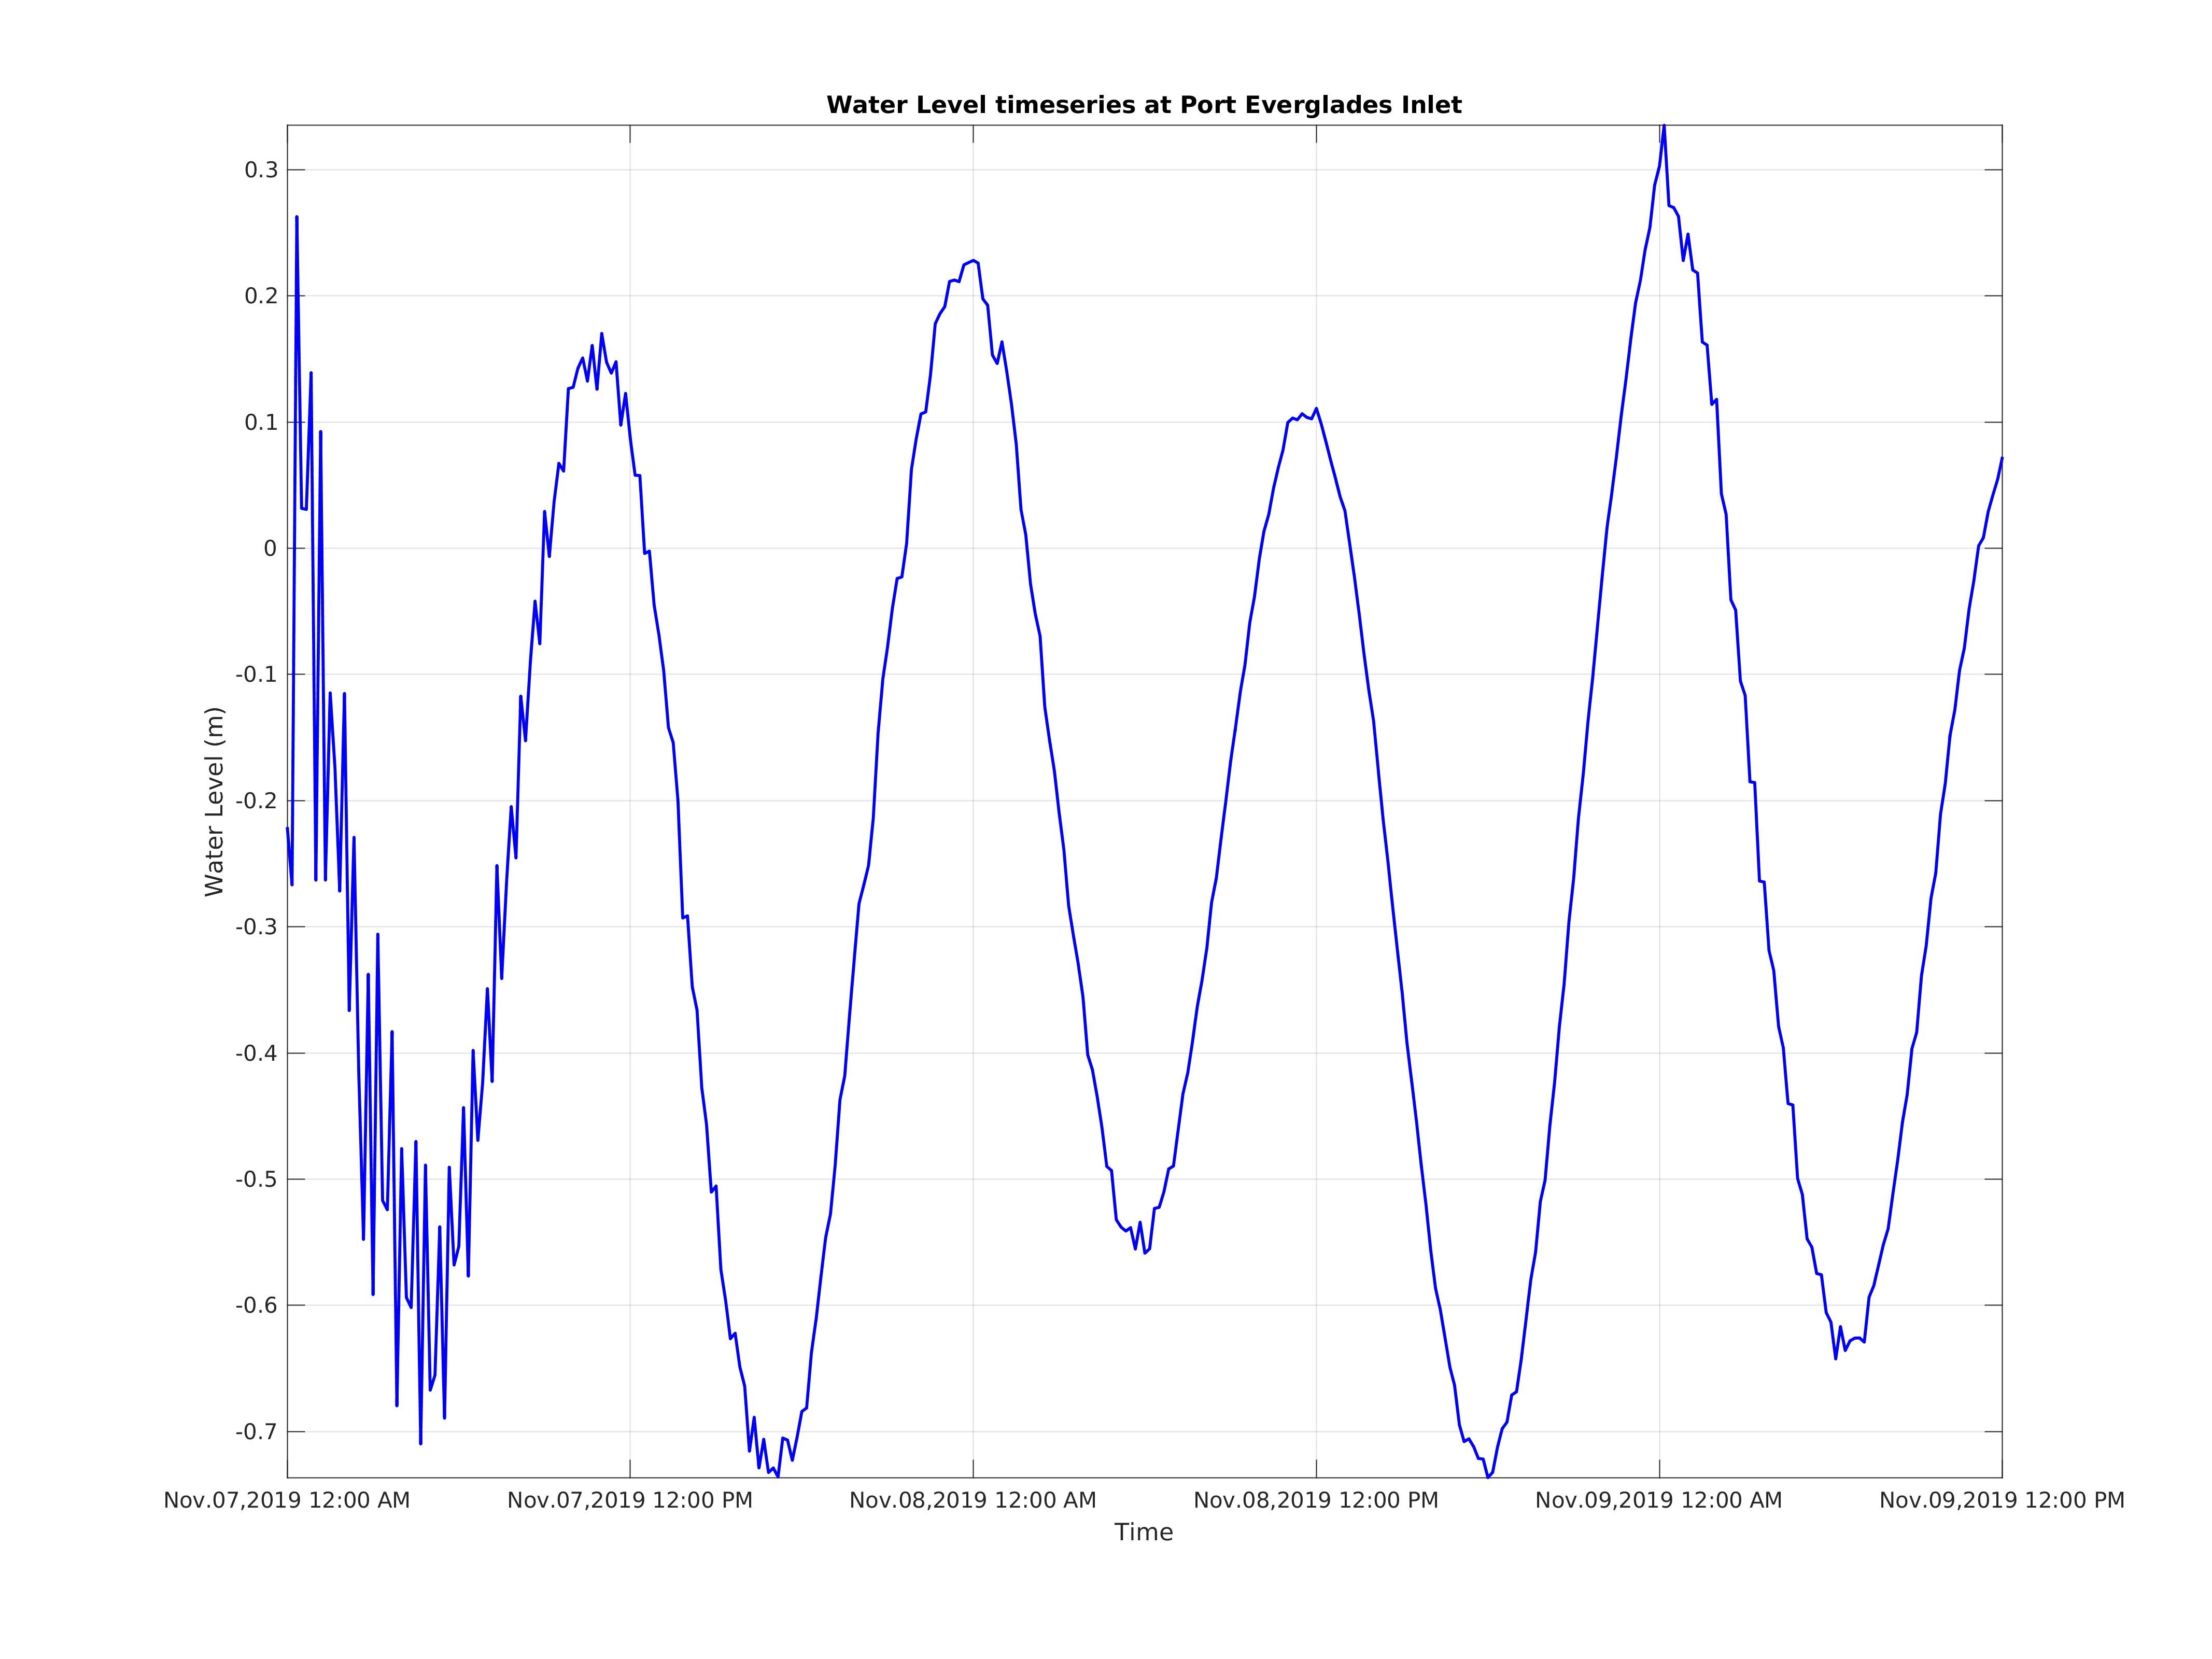 Water Level timeseries at Port Everglades Inlet
0.3
0.2
0.1
0
-0.1
-0.2
-0.3
-0.4
-0.5
-0.6
-0.7
Water Level (m)
Nov.07,2019 12:00 AM
Nov.07,2019 12:00 PM
Nov.08,2019 12:00 AM
Nov.08,2019 12:00 PM
Nov.09,2019 12:00 AM
Nov.09,2019 12:00 PM
Time